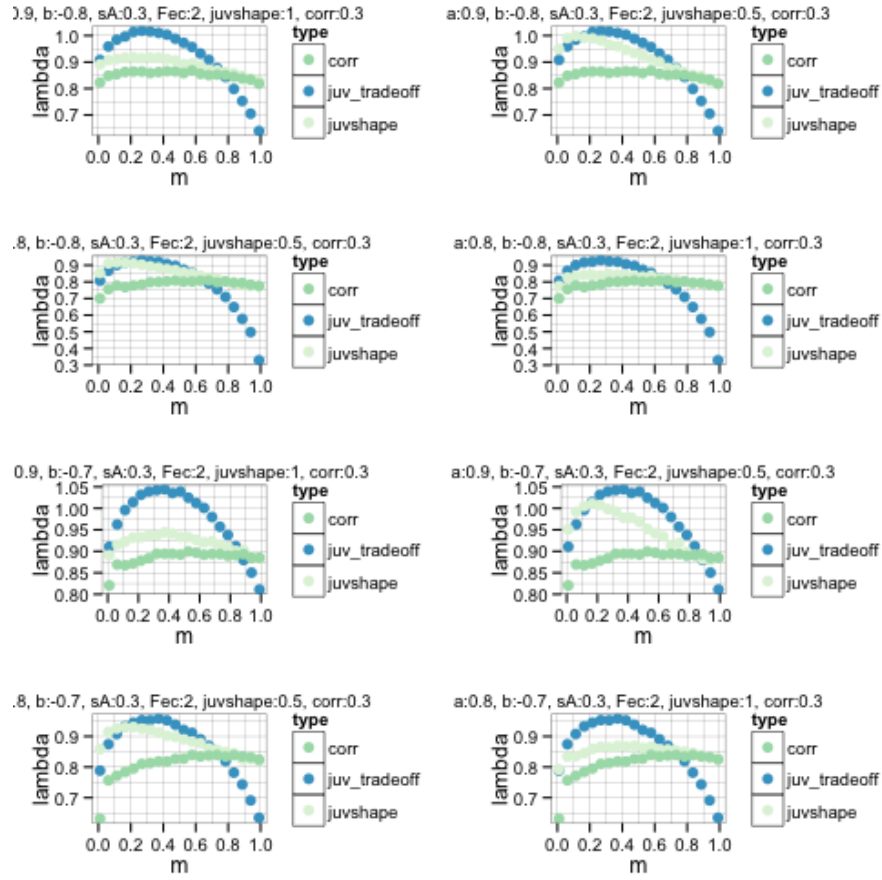 0.9, b:-0.8, sA:0.3, Fec:2, juvshape:1, corr:0.3
lambda
1.0
0.9
0.8
0.7
0.0 0.2 0.4 0.6 0.8 1.0
m
type
corr
juv_tradeoff
juvshape
a:0.9, b:-0.8, sA:0.3, Fec:2, juvshape:0.5, corr:0.3
lambda
1.0
0.9
0.8
0.7
0.0 0.2 0.4 0.6 0.8 1.0
m
type
corr
juv_tradeoff
juvshape
.8, b:-0.8, sA:0.3, Fec:2, juvshape:0.5, corr:0.3
lambda
0.9
0.8
0.7
0.6
0.5
0.4
0.3
0.0 0.2 0.4 0.6 0.8 1.0
m
type
corr
juv_tradeoff
juvshape
a:0.8, b:-0.8, sA:0.3, Fec:2, juvshape:1, corr:0.3
lambda
0.9
0.8
0.7
0.6
0.5
0.4
0.3
0.0 0.2 0.4 0.6 0.8 1.0
m
type
corr
juv_tradeoff
juvshape
0.9, b:-0.7, sA:0.3, Fec:2, juvshape:1, corr:0.3
lambda
1.05
1.00
0.95
0.90
0.85
0.80
0.0 0.2 0.4 0.6 0.8 1.0
m
type
corr
juv_tradeoff
juvshape
a:0.9, b:-0.7, sA:0.3, Fec:2, juvshape:0.5, corr:0.3
lambda
1.05
1.00
0.95
0.90
0.85
0.80
0.0 0.2 0.4 0.6 0.8 1.0
m
type
corr
juv_tradeoff
juvshape
.8, b:-0.7, sA:0.3, Fec:2, juvshape:0.5, corr:0.3
lambda
0.9
0.8
0.7
0.0 0.2 0.4 0.6 0.8 1.0
m
type
corr
juv_tradeoff
juvshape
a:0.8, b:-0.7, sA:0.3, Fec:2, juvshape:1, corr:0.3
lambda
0.9
0.8
0.7
0.0 0.2 0.4 0.6 0.8 1.0
m
type
corr
juv_tradeoff
juvshape